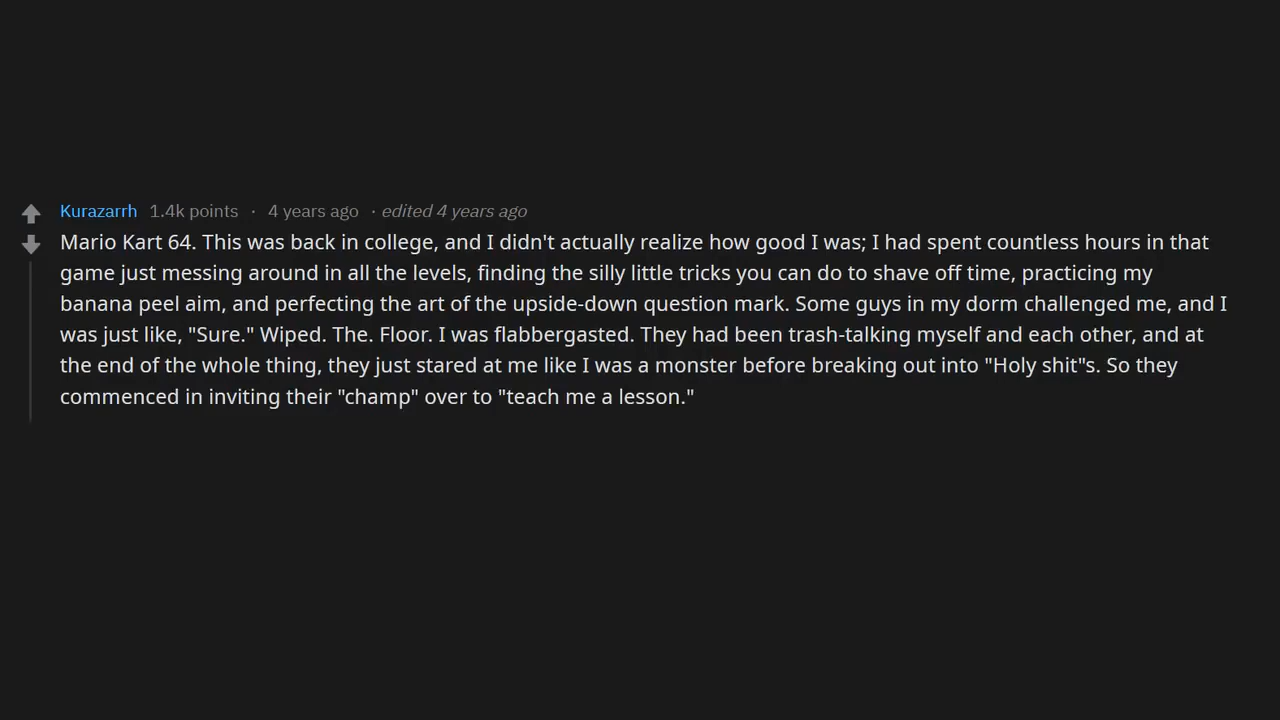 Kurazarrh 1.4k points · 4 years ago · edited 4 years ago
Mario Kart 64. This was back in college, and I didn't actually realize how good I was; I had spent countless hours in that
game just messing around in all the levels, finding the silly little tricks you can do to shave off time, practicing my
banana peel aim, and perfecting the art of the upside-down question mark. Some guys in my dorm challenged me, and I
was just like, "Sure." Wiped. The. Floor. I was flabbergasted. They had been trash-talking myself and each other, and at
the end of the whole thing, they just stared at me like I was a monster before breaking out into "Holy shit"s. So they
commenced in inviting their "champ" over to "teach me a lesson."